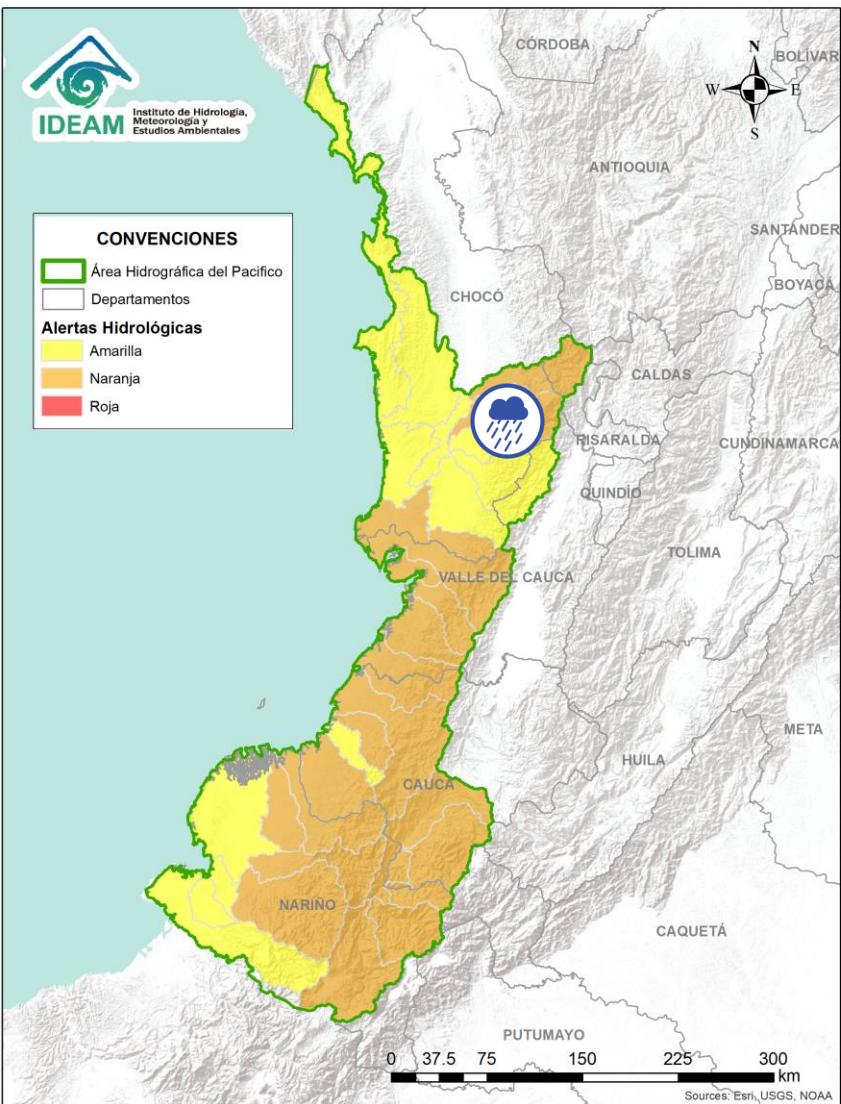 CÓRDOBA
BOLÍVAR
N
W
E
S
IDEAM
Instituto de Hidrología,
Meteorología y
Estudios Ambientales
ANTIOQUIA
SANTANDER
BOYACÁ
CONVENCIONES
Área Hidrográfica del Pacifico
Departamentos
Alertas Hidrológicas
Amarilla
Naranja
Roja
CHOCÓ
CALDAS
RISARALDA
CUNDINAMARCA
QUINDÍO
TOLIMA
VALLE DEL CAUCA
META
HUILA
CAUCA
NARIÑO
CAQUETÁ
PUTUMAYO
0 37.5 75 150 225 300
km
Sources: Esri, USGS, NOAA